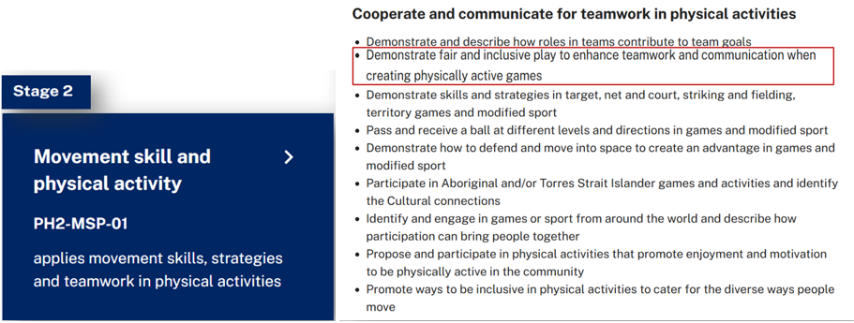 Stage 2
Movement skill and
physical activity
PH2-MSP-01
applies movement skills, strategies
and teamwork in physical activities
Cooperate and communicate for teamwork in physical activities
• Demonstrate and describe how roles in teams contribute to team goals
• Demonstrate fair and inclusive play to enhance teamwork and communication when
creating physically active games
• Demonstrate skills and strategies in target, net and court, striking and fielding,
territory games and modified sport
• Pass and receive a ball at different levels and directions in games and modified sport
• Demonstrate how to defend and move into space to create an advantage in games and
modified sport
• Participate in Aboriginal and/or Torres Strait Islander games and activities and identify
the Cultural connections
• Identify and engage in games or sport from around the world and describe how
participation can bring people together
• Propose and participate in physical activities that promote enjoyment and motivation
to be physically active in the community
• Promote ways to be inclusive in physical activities to cater for the diverse ways people
move